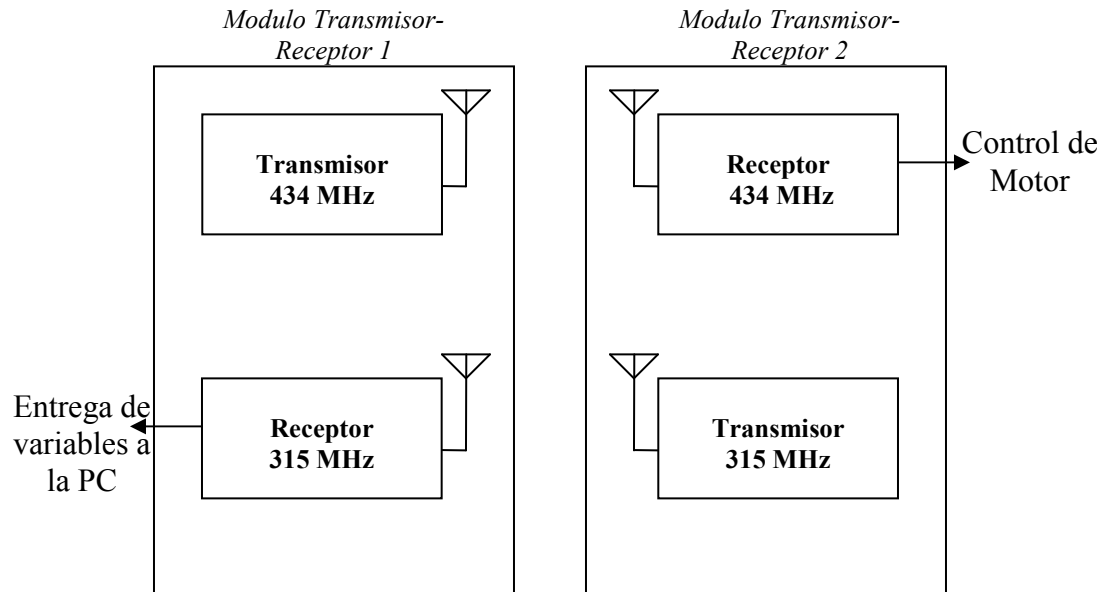 Modulo Transmisor-
Receptor 1
Modulo Transmisor-
Receptor 2
Transmisor
434 MHz
Receptor
434 MHz
Control de
Motor
Entrega de
variables a
la PC
Receptor
315 MHz
Transmisor
315 MHz